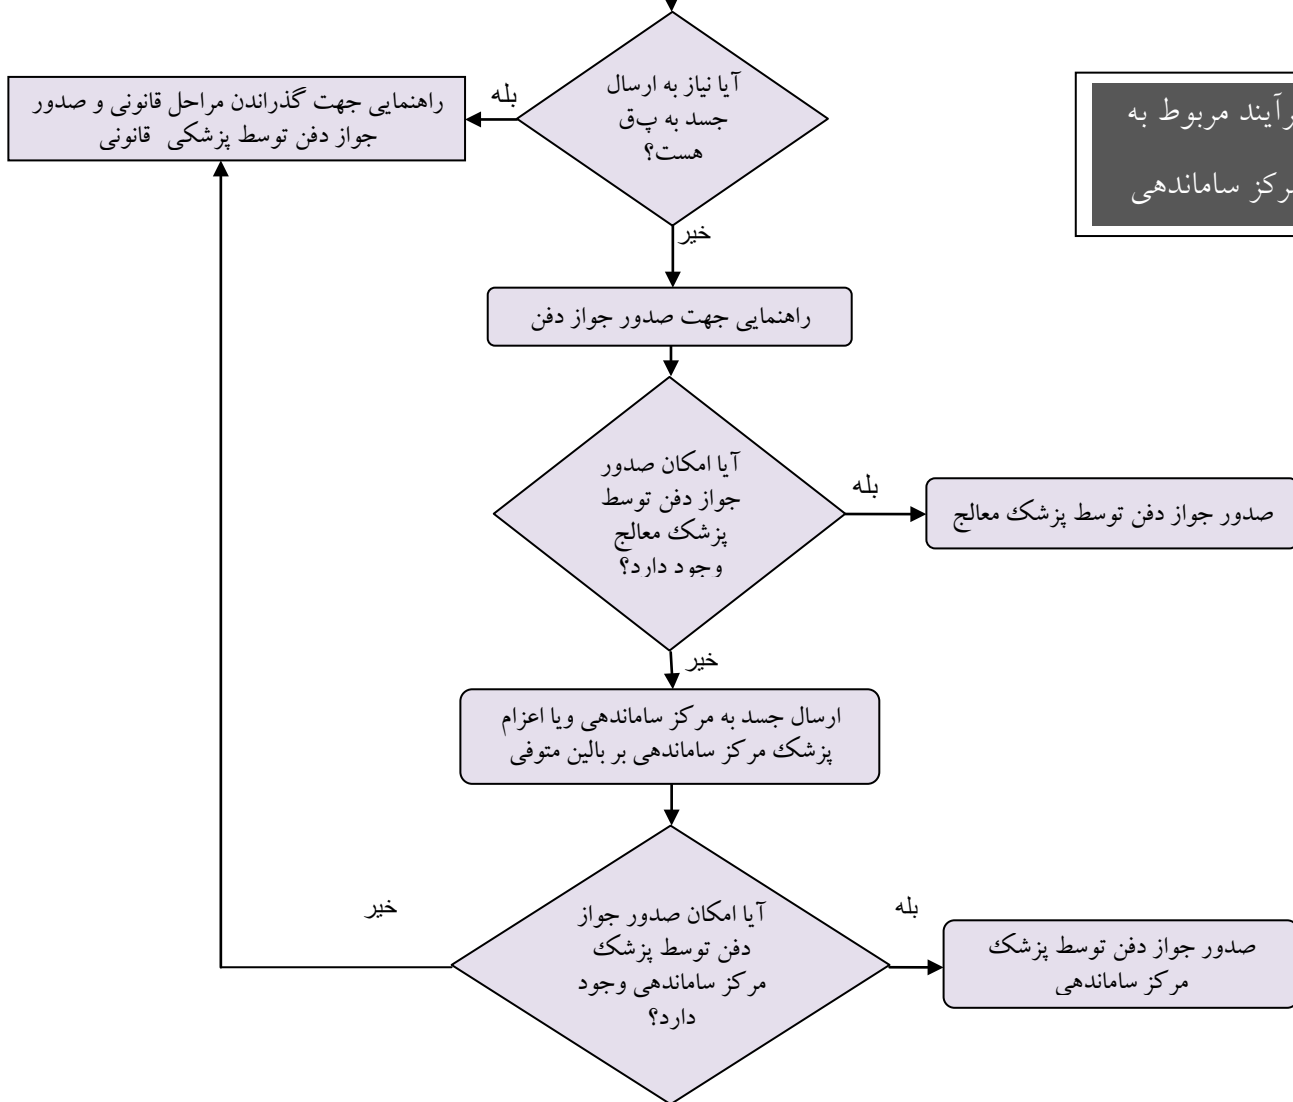 آیا نیاز به ارسال
جسد به پ‌ق
هست؟
بله
راهنمایی جهت گذراندن مراحل قانونی و صدور
جواز دفن توسط پزشکی قانونی
رآیند مربوط به
رکز ساماندهی
خیر
راهنمایی جهت صدور جواز دفن
آیا امکان صدور
جواز دفن توسط
پزشک معالج
وجود دارد؟
بله
صدور جواز دفن توسط پزشک معالج
خیر
ارسال جسد به مرکز ساماندهی ویا اعزام
پزشک مرکز ساماندهی بر بالین متوفی
آیا امکان صدور جواز
دفن توسط پزشک
مرکز ساماندهی وجود
دارد؟
بله
صدور جواز دفن توسط پزشک
مرکز ساماندهی
خیر